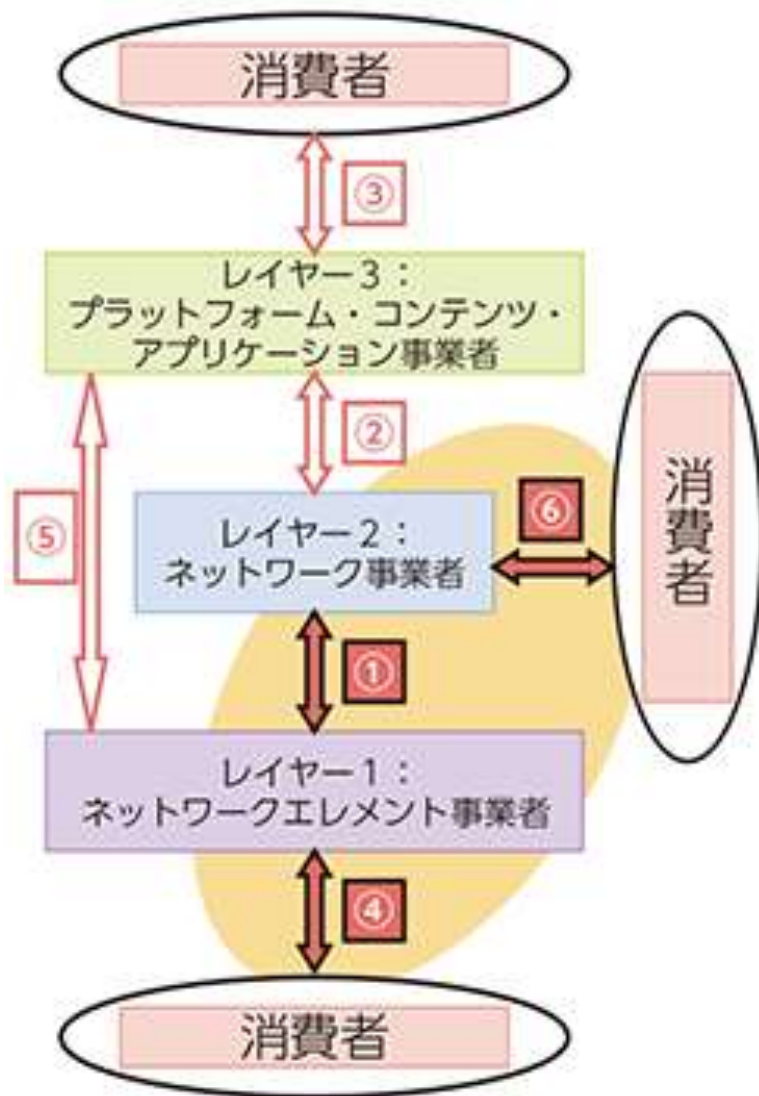 消費者
③
レイヤー3：
プラットフォーム・コンテンツ・
アプリケーション事業者
②
⑤
⑥
消費者
レイヤー2：
ネットワーク事業者
①
レイヤー1：
ネットワークエレメント事業者
④
消費者